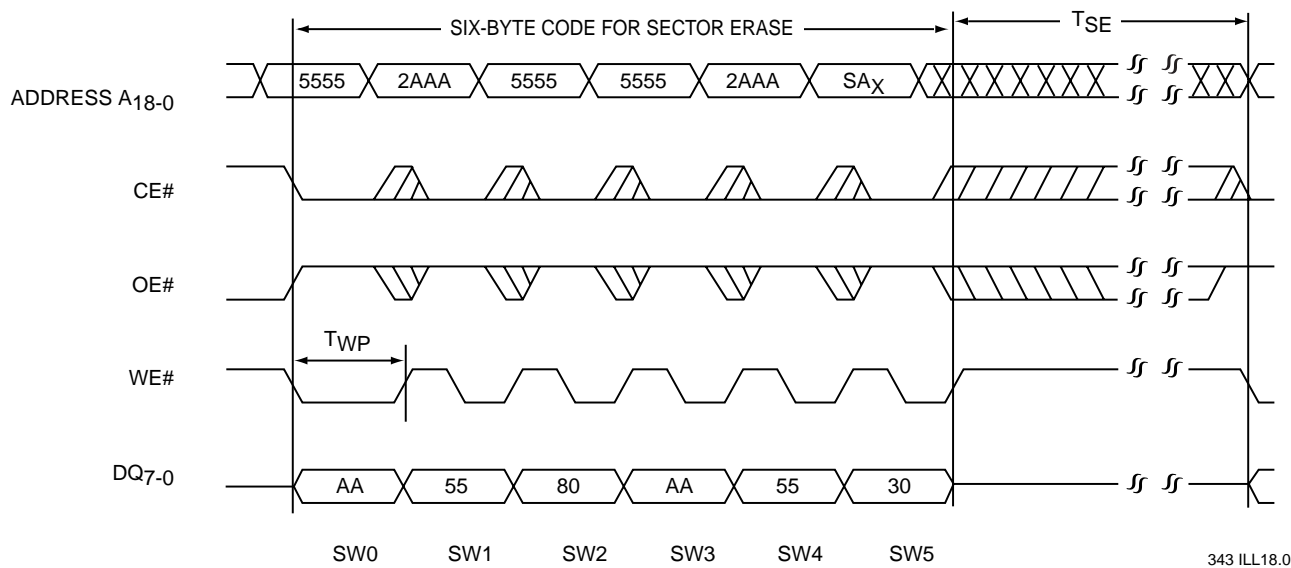 SIX-BYTE CODE FOR SECTOR ERASE
TSE
ADDRESS A18-0
5555 2AAA 5555 5555 2AAA SAX
CE#
OE#
TWP
WE#
DQ7-0
AA 55 80 AA 55 30
SW0 SW1 SW2 SW3 SW4 SW5
343 ILL18.0